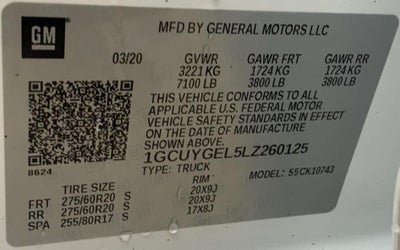 GM
MFD BY GENERAL MOTORS LLC
03/20 GVWR GAWR FRT GAWR RR
3221 KG 1724 KG 1724 KG
7100 LB 3800 LB 3800 LB
THIS VEHICLE CONFORMS TO ALL
APPLICABLE U.S. FEDERAL MOTOR
VEHICLE SAFETY STANDARDS IN EFFECT
ON THE DATE OF MANUFACTURE
SHOWN ABOVE.
1GCUYGEL5LZ260125
TYPE: TRUCK MODEL: 55CK10743
8624
TIRE SIZE RIM
FRT 275/60R20 S 20X9J
RR 275/60R20 S 20X9J
SPA 255/80R17 S 17X8J